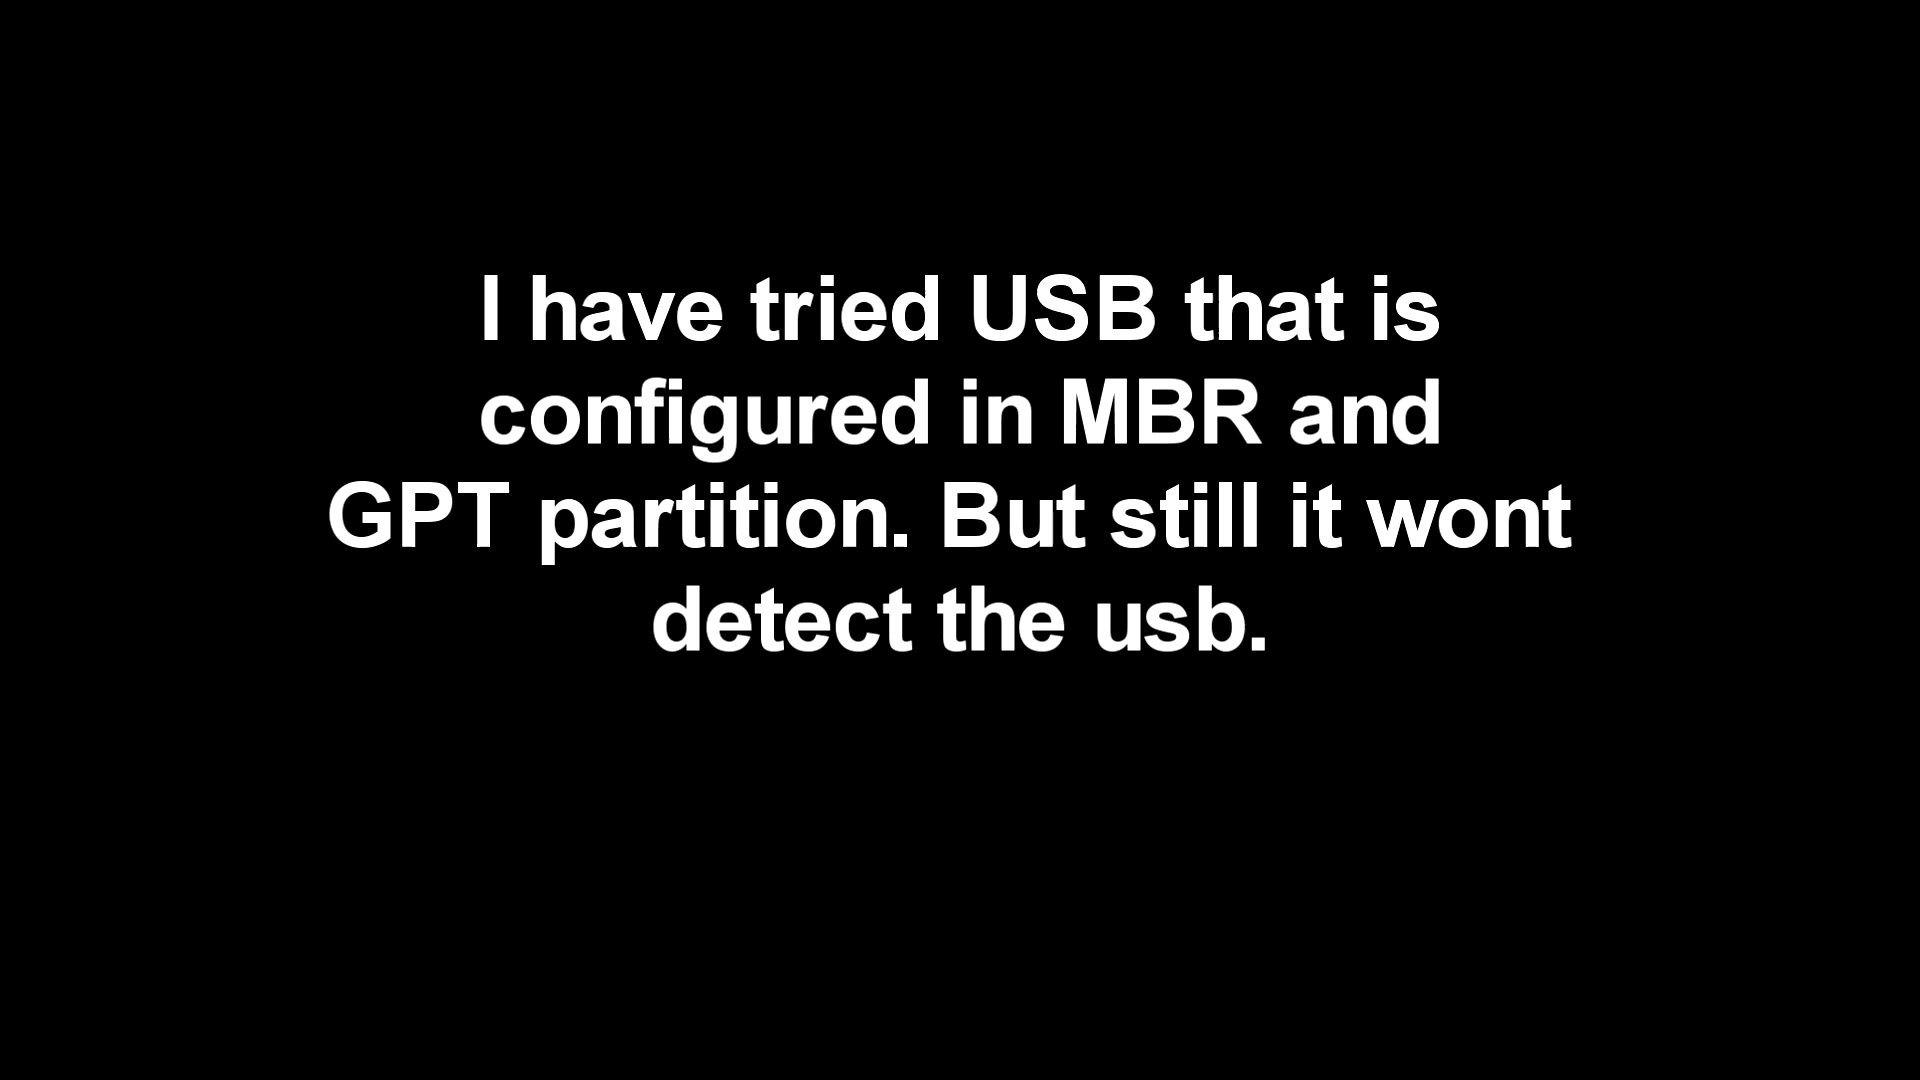 I have tried USB that is
configured in MBR and
GPT partition. But still it wont
detect the usb.